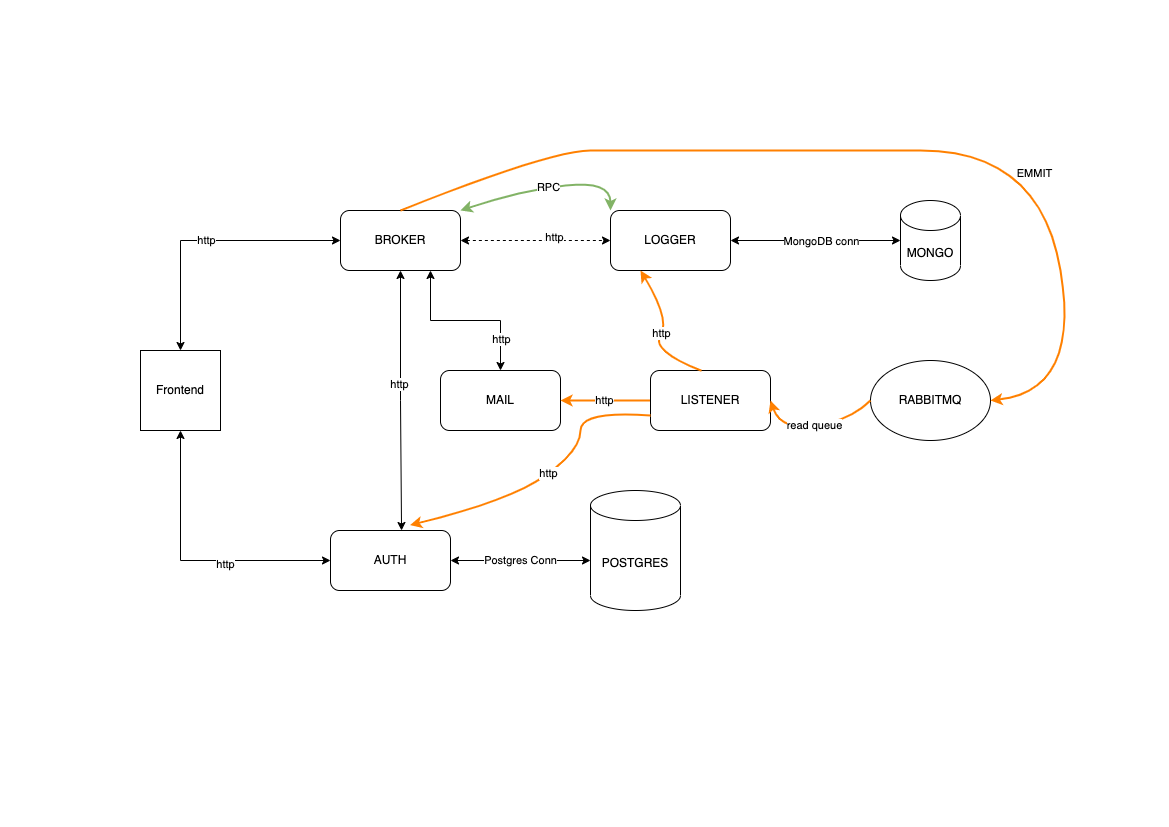 EMMIT
RPC
http
BROKER
http
LOGGER
MongoDB conn
MONGO
http
http
http
Frontend
MAIL
http
LISTENER
read queue
RABBITMQ
http
http
AUTH
Postgres Conn
POSTGRES